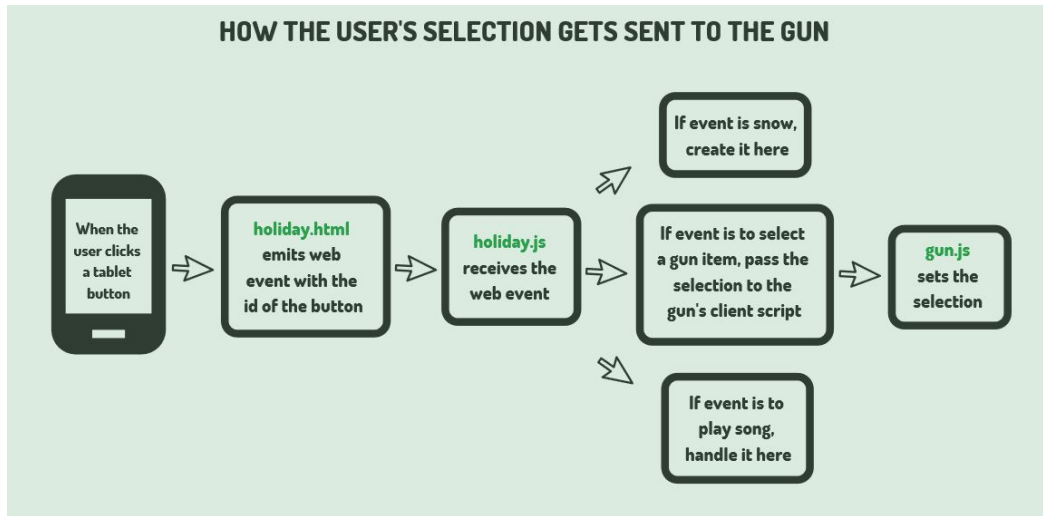 HOW THE USER'S SELECTION GETS SENT TO THE GUN
When the
user clicks
a tablet
button
holiday.html
emits web
event with the
id of the button
holiday.js
receives the
web event
If event is snow,
create it here
If event is to select
a gun item, pass the
selection to the
gun's client script
If event is to
play song,
handle it here
gun.js
sets the
selection